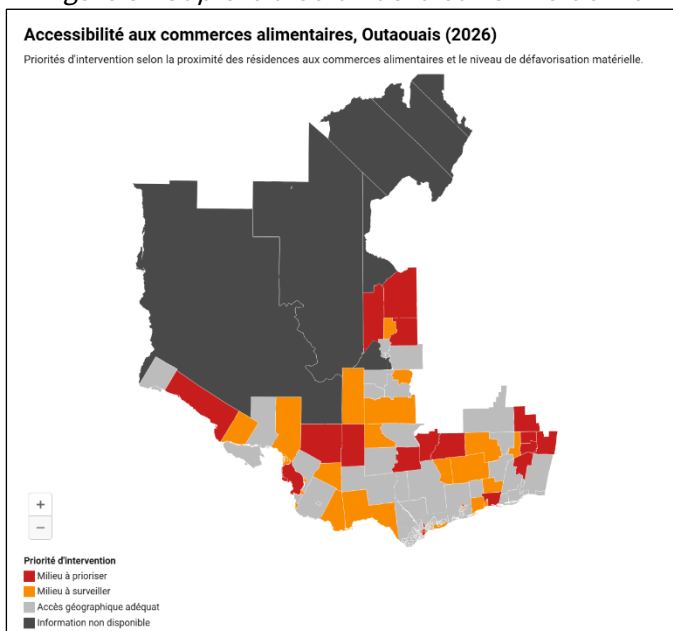 Accessibilité aux commerces alimentaires, Outaouais (2026)
Priorités d'intervention selon la proximité des résidences aux commerces alimentaires et le niveau de défavorisation matérielle.
+
−
Priorité d'intervention
Milieu à prioriser
Milieu à surveiller
Accès géographique adéquat
Information non disponible